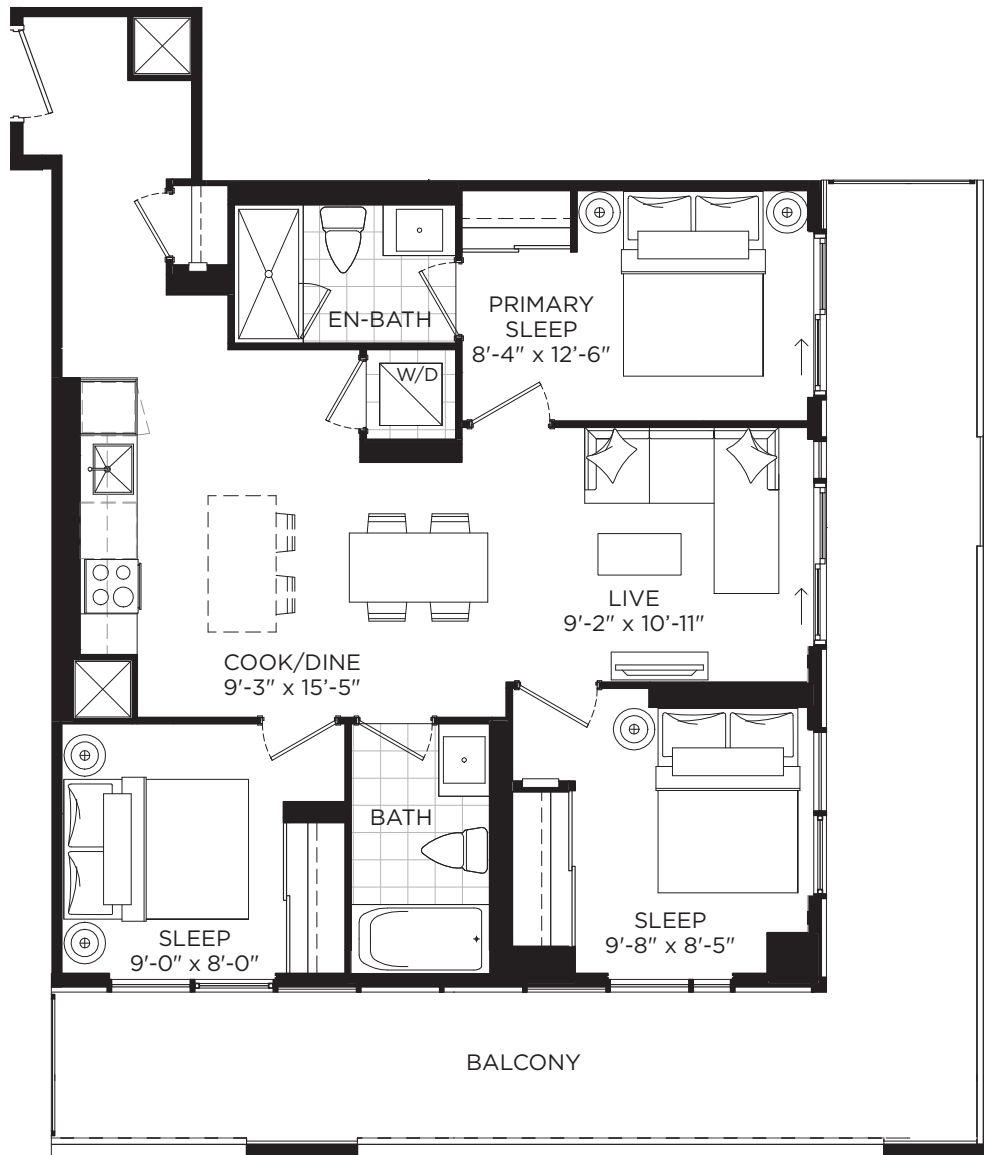 EN-BATH
PRIMARY
SLEEP
8'-4" x 12'-6"
W/D
LIVE
9'-2" x 10'-11"
COOK/DINE
9'-3" x 15'-5"
BATH
SLEEP
9'-8" x 8'-5"
SLEEP
9'-0" x 8'-0"
BALCONY